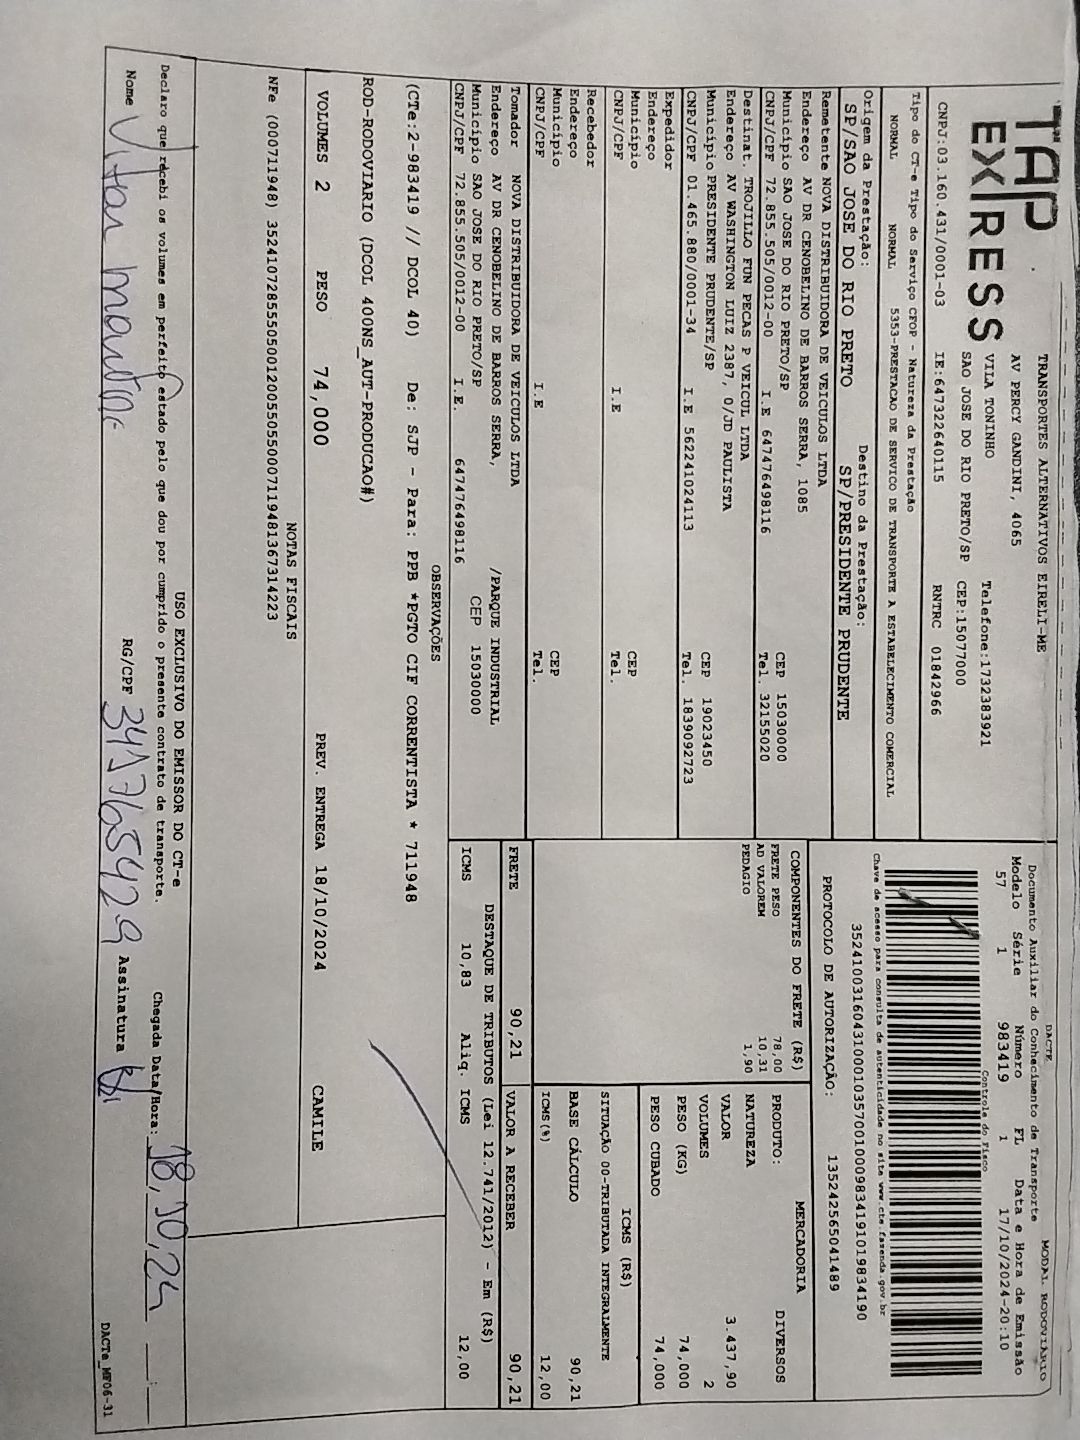 TAP EXPRESS
TRANSPORTES ALTERNATIVOS EIRELI-ME
AV PERCY GANDINI, 4065
VILA TONINHO Telefone:1732383921
SAO JOSE DO RIO PRETO/SP CEP:15077000
CNPJ:03.160.431/0001-03 IE:647322640115 RNTRC 01842966
Tipo do CT-e Tipo do Serviço CFOP - Natureza da Prestação
NORMAL NORMAL 5353-PRESTACAO DE SERVICO DE TRANSPORTE A ESTABELECIMENTO COMERCIAL
Origem da Prestação: Destino da Prestação:
SP/SAO JOSE DO RIO PRETO SP/PRESIDENTE PRUDENTE
Remetente NOVA DISTRIBUIDORA DE VEICULOS LTDA
Endereço AV DR CENOBELINO DE BARROS SERRA, 1085
Município SAO JOSE DO RIO PRETO/SP CEP 15030000
CNPJ/CPF 72.855.505/0012-00 I.E 647476498116 Tel. 32155020
Destinat. TROJILLO FUN PECAS P VEICUL LTDA
Endereço AV WASHINGTON LUIZ 2387, 0/JD PAULISTA
Município PRESIDENTE PRUDENTE/SP CEP 19023450
CNPJ/CPF 01.465.880/0001-34 I.E 562241024113 Tel. 1839092723
Expedidor
Endereço
Município CEP
CNPJ/CPF I.E Tel.
Recebedor
Endereço
Município CEP
CNPJ/CPF I.E Tel.
Tomador NOVA DISTRIBUIDORA DE VEICULOS LTDA
Endereço AV DR CENOBELINO DE BARROS SERRA, /PARQUE INDUSTRIAL
Município SAO JOSE DO RIO PRETO/SP CEP 15030000
CNPJ/CPF 72.855.505/0012-00 I.E. 647476498116
DACTE MODAL RODOVIÁRIO
Documento Auxiliar do Conhecimento de Transporte
Modelo Série Número FL Data e Hora de Emissão
57 1 983419 1 17/10/2024-20:10
Controle do Fisco
Chave de acesso para consulta de autenticidade no site www.cte.fazenda.gov.br
35241003160431000103570010009834191019834190
PROTOCOLO DE AUTORIZAÇÃO: 135242565041489
COMPONENTES DO FRETE (R$)
FRETE PESO 78,00
AD VALOREM 10,31
PEDAGIO 1,90
MERCADORIA
PRODUTO: DIVERSOS
NATUREZA
VALOR 3.437,90
VOLUMES 2
PESO (KG) 74,000
PESO CUBADO 74,000
ICMS (R$)
SITUAÇÃO 00-TRIBUTADA INTEGRALMENTE
BASE CÁLCULO 90,21
ICMS(%) 12,00
FRETE 90,21 VALOR A RECEBER 90,21
DESTAQUE DE TRIBUTOS (Lei 12.741/2012) - Em (R$)
ICMS 10,83 Aliq. ICMS 12,00
OBSERVAÇÕES
(CTe:2-983419 // DCOL 40) De: SJP - Para: PPB *PGTO CIF CORRENTISTA * 711948
ROD-RODOVIARIO (DCOL 400NS_AUT-PRODUCAO#)
VOLUMES 2 PESO 74,000 PREV. ENTREGA 18/10/2024 CAMILE
NOTAS FISCAIS
NFe (000711948) 35241072855505001200550550007119481367314223
USO EXCLUSIVO DO EMISSOR DO CT-e
Declaro que recebi os volumes em perfeito estado pelo que dou por cumprido o presente contrato de transporte. Chegada Data/Hora: 18,10,24 __:__
Nome Vitor RG/CPF 341765429 Assinatura
DACTe_MF06-31